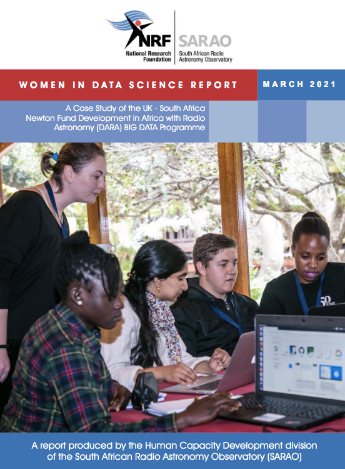 NRF
SARAO
National Research
Foundation
South African Radio
Astronomy Observatory
WOMEN IN DATA SCIENCE REPORT
MARCH 2021
A Case Study of the UK - South Africa
Newton Fund Development in Africa with Radio
Astronomy (DARA) BIG DATA Programme
A report produced by the Human Capacity Development division
of the South African Radio Astronomy Observatory (SARAO)